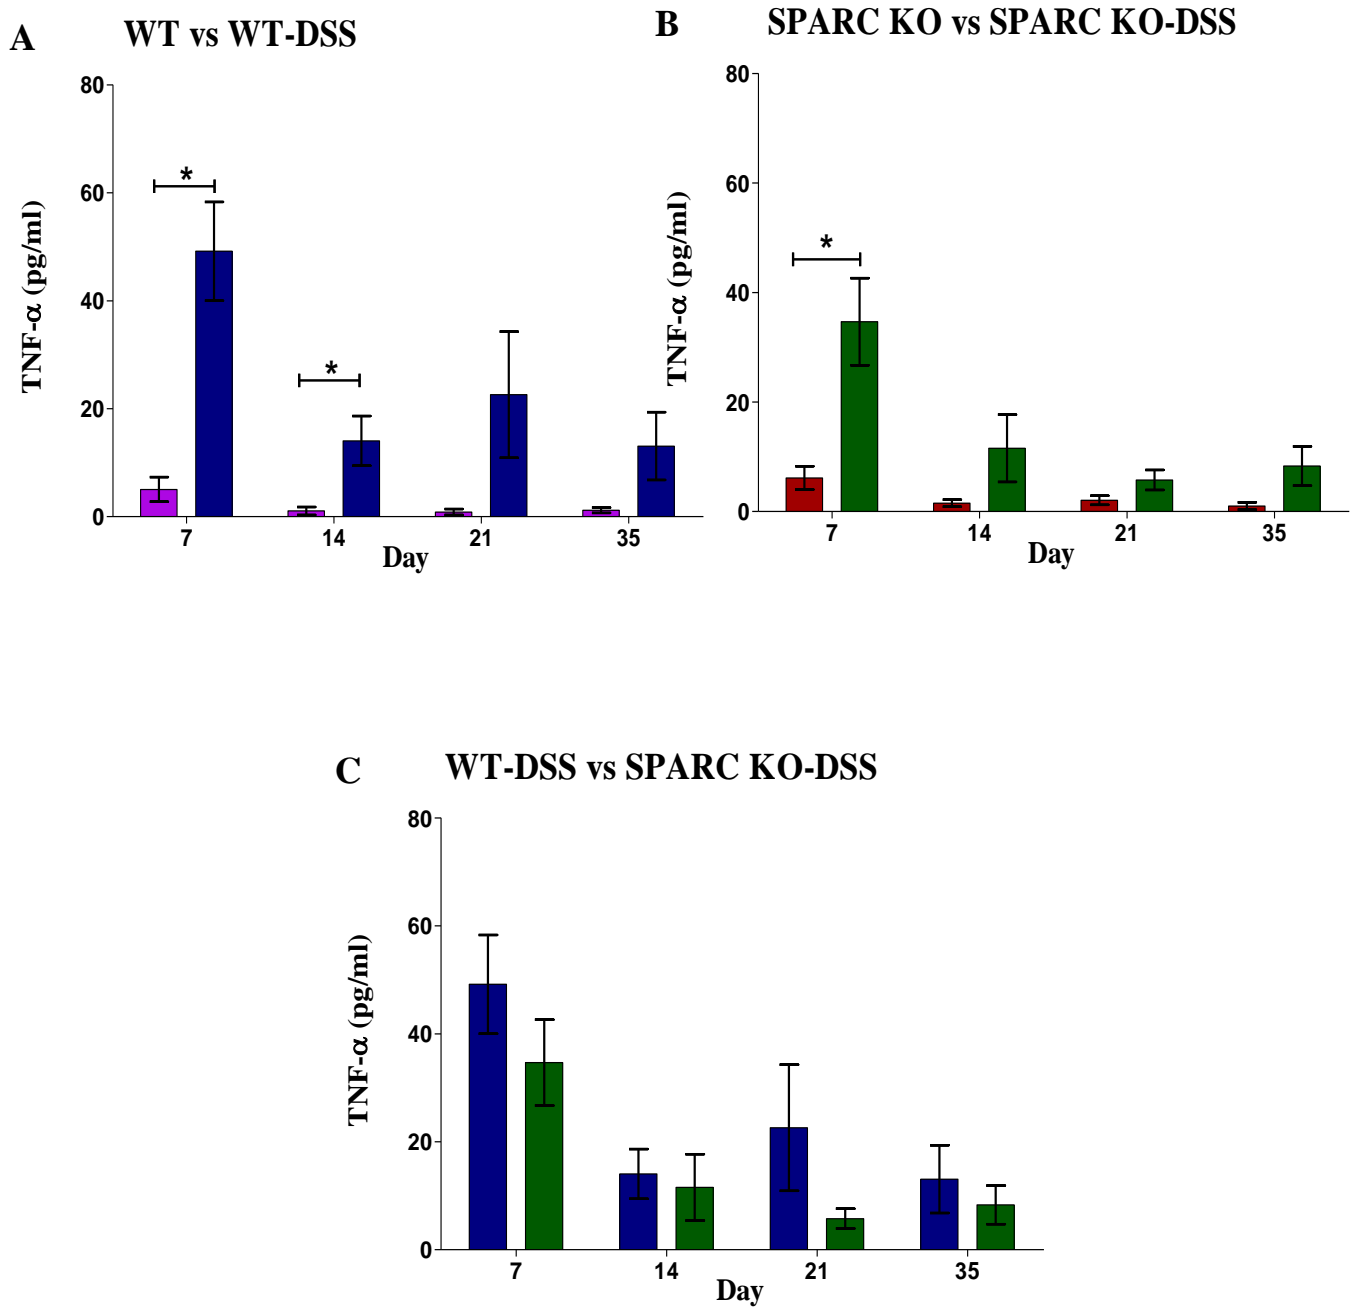 A
WT vs WT-DSS
80
60
40
20
0
TNF-α (pg/ml)
*
*
7
14
21
35
Day
B
SPARC KO vs SPARC KO-DSS
80
60
40
20
0
TNF-α (pg/ml)
*
7
14
21
35
Day
C
WT-DSS vs SPARC KO-DSS
80
60
40
20
0
TNF-α (pg/ml)
7
14
21
35
Day